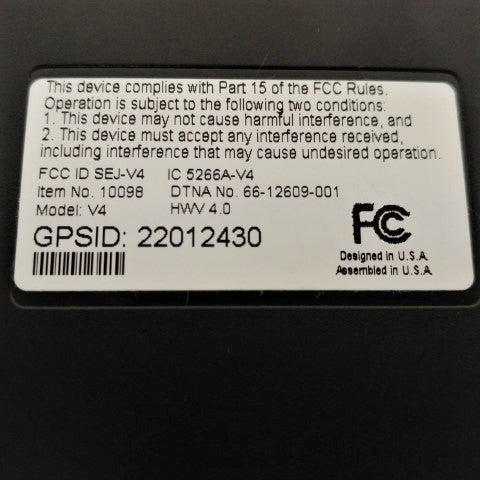 This device complies with Part 15 of the FCC Rules.
Operation is subject to the following two conditions:
1. This device may not cause harmful interference, and
2. This device must accept any interference received,
including interference that may cause undesired operation.
FCC ID SEJ-V4 IC 5266A-V4
Item No. 10098 DTNA No. 66-12609-001
Model: V4 HWV 4.0
GPSID: 22012430
FC
Designed in U.S.A.
Assembled in U.S.A.